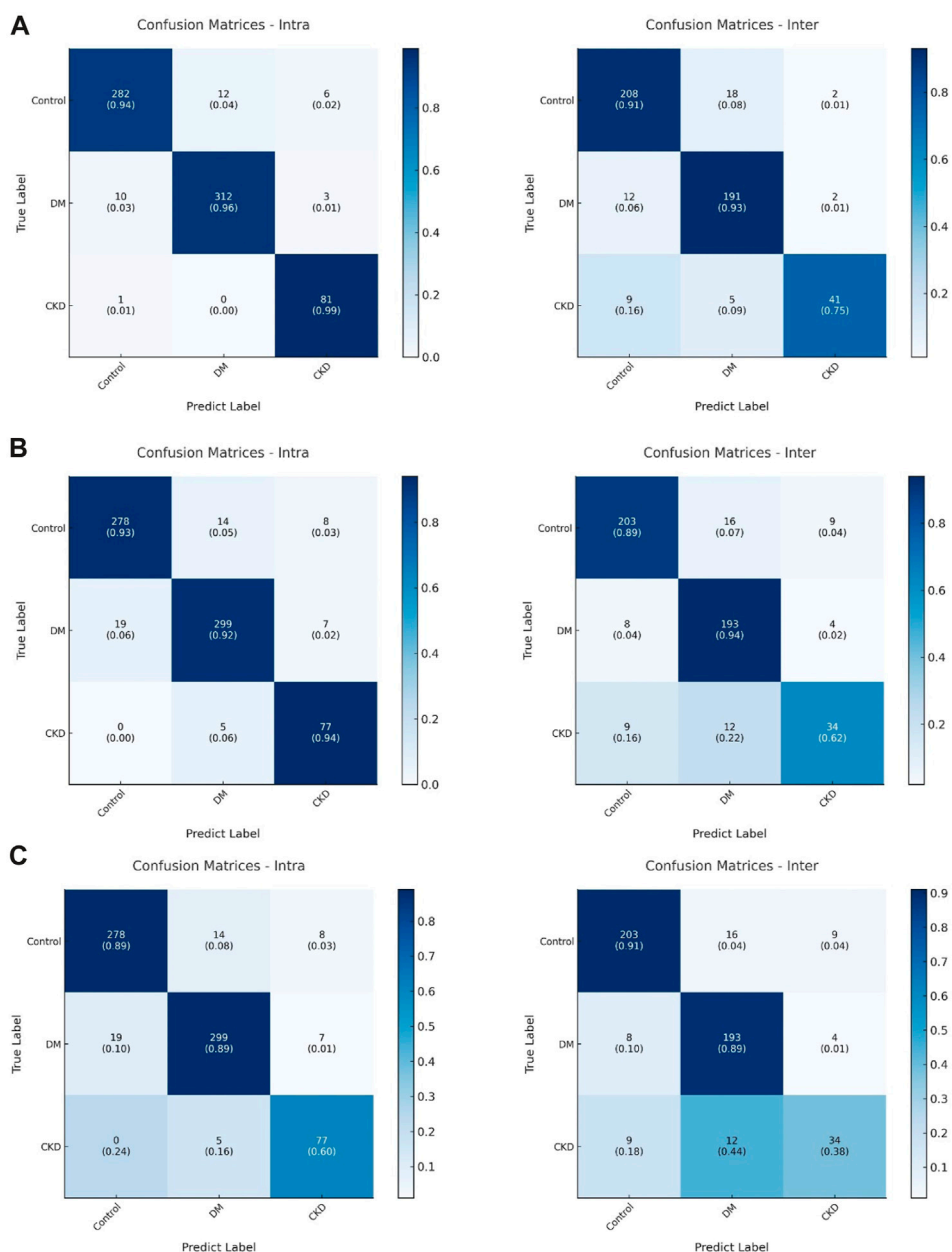 A
Confusion Matrices - Intra
True Label
Control
DM
CKD
282
(0.94)
12
(0.04)
6
(0.02)
10
(0.03)
312
(0.96)
3
(0.01)
1
(0.01)
0
(0.00)
81
(0.99)
Control
DM
CKD
Predict Label
0.8
0.6
0.4
0.2
0.0
Confusion Matrices - Inter
True Label
Control
DM
CKD
208
(0.91)
18
(0.08)
2
(0.01)
12
(0.06)
191
(0.93)
2
(0.01)
9
(0.16)
5
(0.09)
41
(0.75)
Control
DM
CKD
Predict Label
0.8
0.6
0.4
0.2
B
Confusion Matrices - Intra
True Label
Control
DM
CKD
278
(0.93)
14
(0.05)
8
(0.03)
19
(0.06)
299
(0.92)
7
(0.02)
0
(0.00)
5
(0.06)
77
(0.94)
Control
DM
CKD
Predict Label
0.8
0.6
0.4
0.2
0.0
Confusion Matrices - Inter
True Label
Control
DM
CKD
203
(0.89)
16
(0.07)
9
(0.04)
8
(0.04)
193
(0.94)
4
(0.02)
9
(0.16)
12
(0.22)
34
(0.62)
Control
DM
CKD
Predict Label
0.8
0.6
0.4
0.2
C
Confusion Matrices - Intra
True Label
Control
DM
CKD
278
(0.89)
14
(0.08)
8
(0.03)
19
(0.10)
299
(0.89)
7
(0.01)
0
(0.24)
5
(0.16)
77
(0.60)
Control
DM
CKD
Predict Label
0.8
0.7
0.6
0.5
0.4
0.3
0.2
0.1
Confusion Matrices - Inter
True Label
Control
DM
CKD
203
(0.91)
16
(0.04)
9
(0.04)
8
(0.10)
193
(0.89)
4
(0.01)
9
(0.18)
12
(0.44)
34
(0.38)
Control
DM
CKD
Predict Label
0.9
0.8
0.7
0.6
0.5
0.4
0.3
0.2
0.1